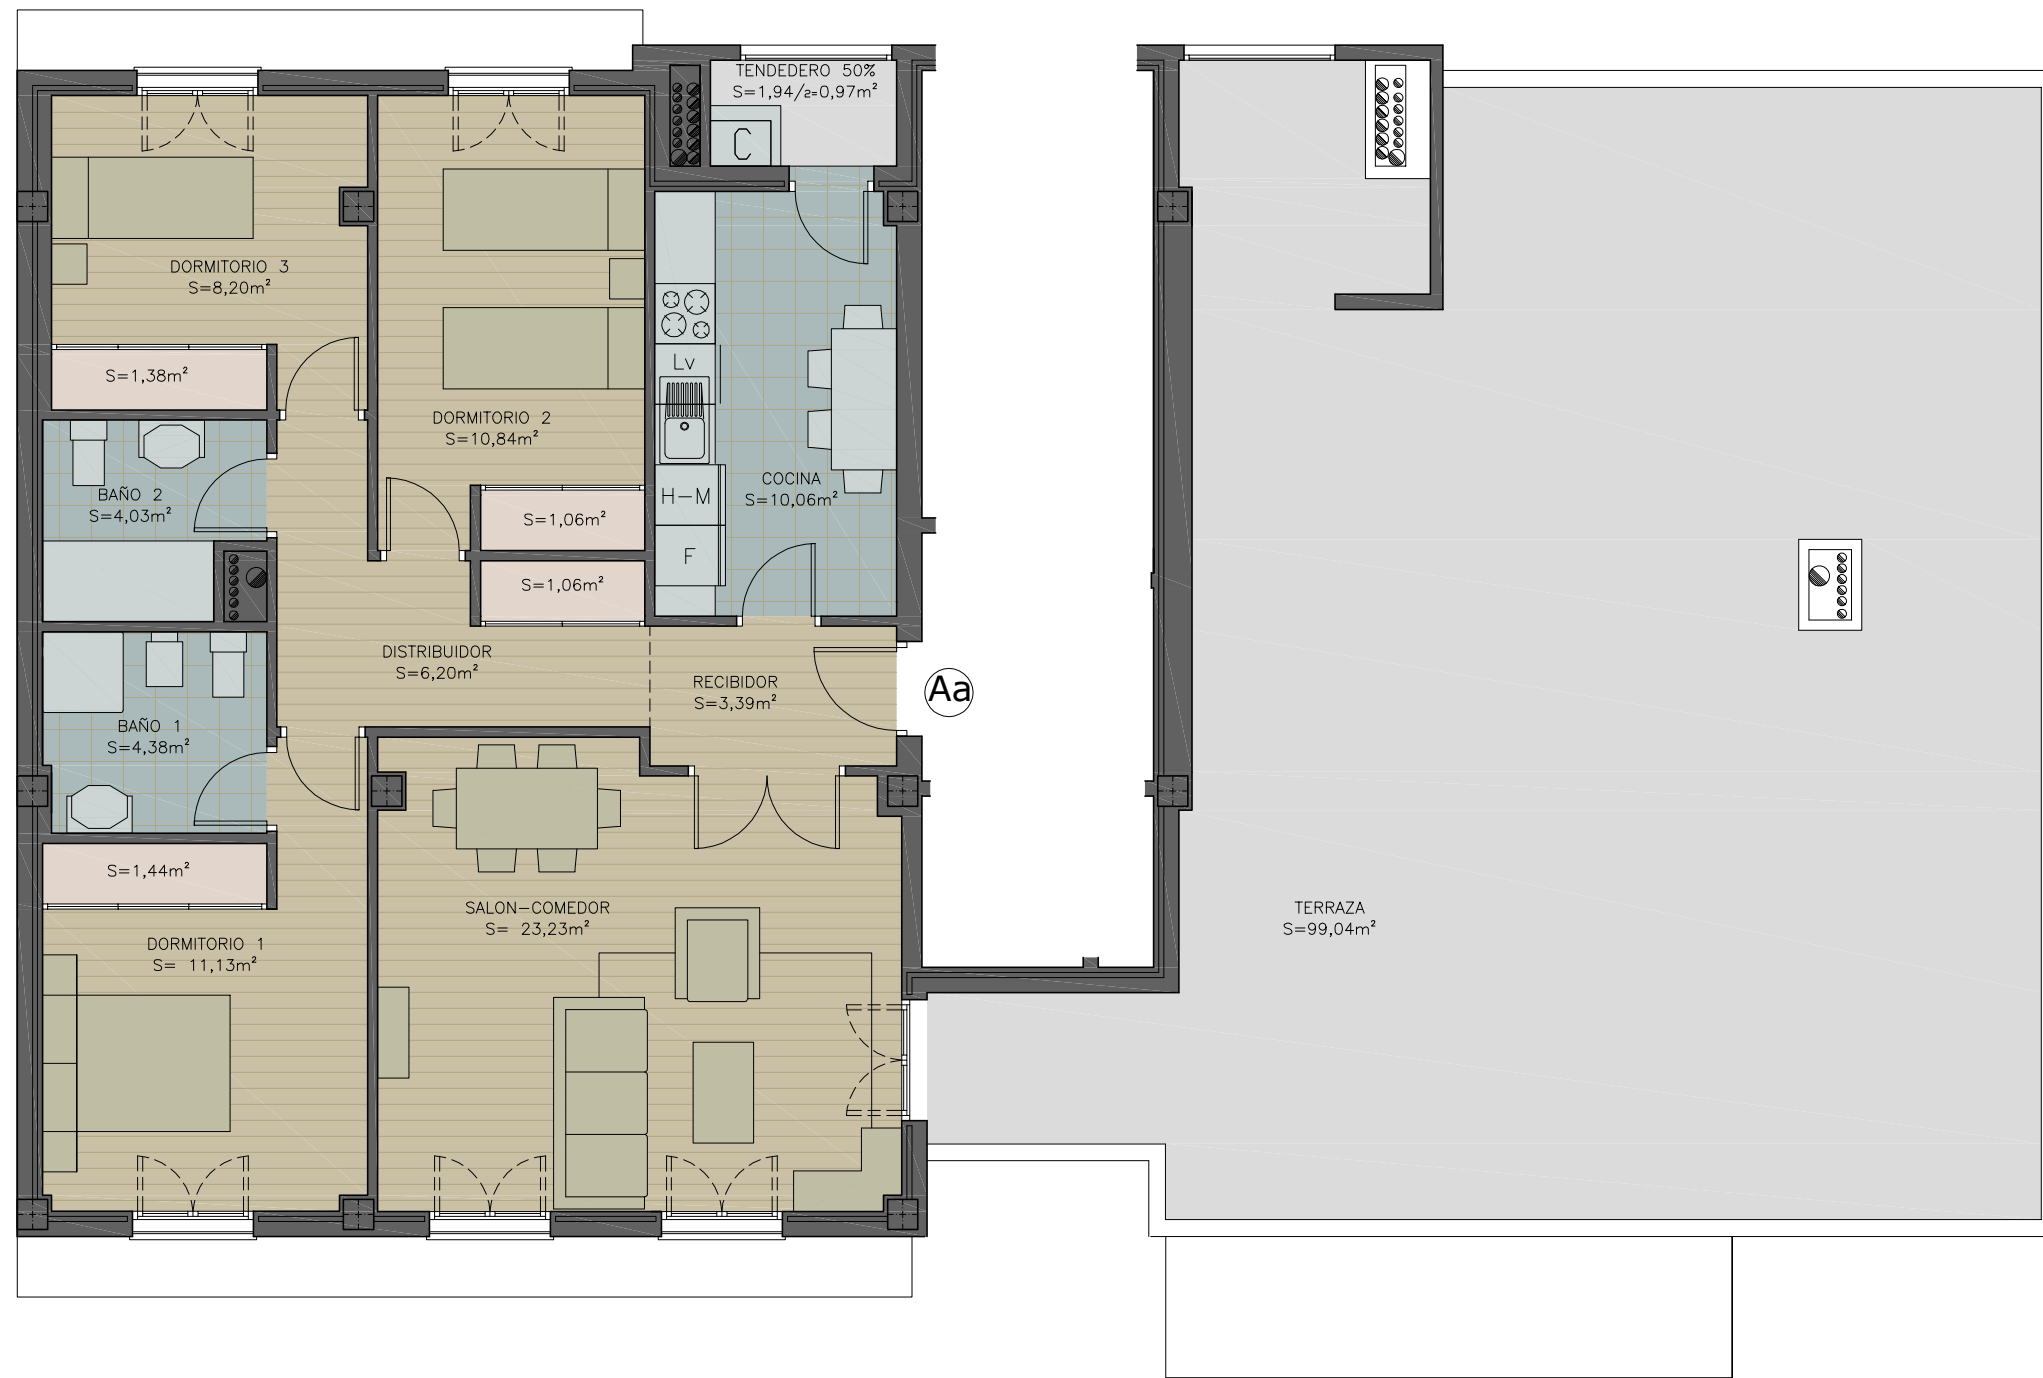 TENDEDERO 50%
S=1,94/2=0,97m²
C
DORMITORIO 3
S=8,20m²
S=1,38m²
Lv
DORMITORIO 2
S=10,84m²
COCINA
S=10,06m²
BAÑO 2
S=4,03m²
H-M
S=1,06m²
F
S=1,06m²
DISTRIBUIDOR
S=6,20m²
RECIBIDOR
S=3,39m²
Aa
BAÑO 1
S=4,38m²
S=1,44m²
SALON-COMEDOR
S= 23,23m²
TERRAZA
S=99,04m²
DORMITORIO 1
S= 11,13m²